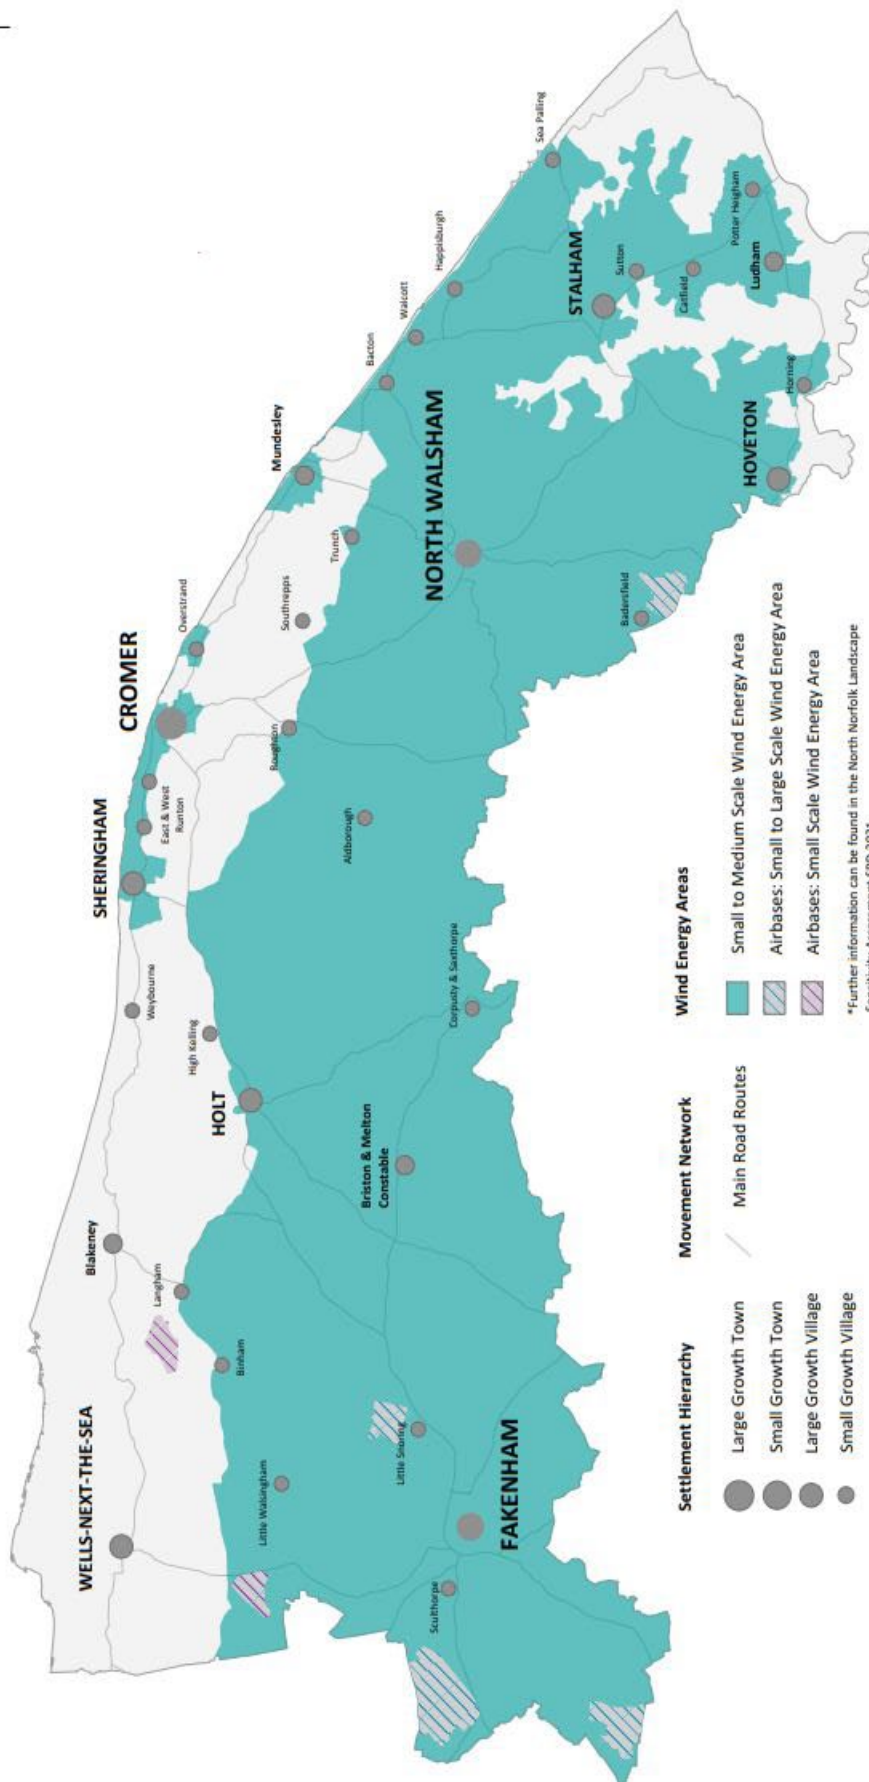 Sea Palling
Happisburgh
Walcott
Bacton
Mundesley
Potter Heigham
Ludham
Sutton
STALHAM
Catfield
Horning
HOVETON
NORTH WALSHAM
Trunch
Southrepps
Overstrand
CROMER
Roughton
Badersfield
East & West
Runton
SHERINGHAM
Aldborough
Weybourne
High Kelling
HOLT
Corpusty & Saxthorpe
Briston & Melton
Constable
Blakeney
Langham
Binham
WELLS-NEXT-THE-SEA
Little Walsingham
Little Snoring
FAKENHAM
Sculthorpe
Settlement Hierarchy
Large Growth Town
Small Growth Town
Large Growth Village
Small Growth Village
Movement Network
Main Road Routes
Wind Energy Areas
Small to Medium Scale Wind Energy Area
Airbases: Small to Large Scale Wind Energy Area
Airbases: Small Scale Wind Energy Area
*Further information can be found in the North Norfolk Landscape